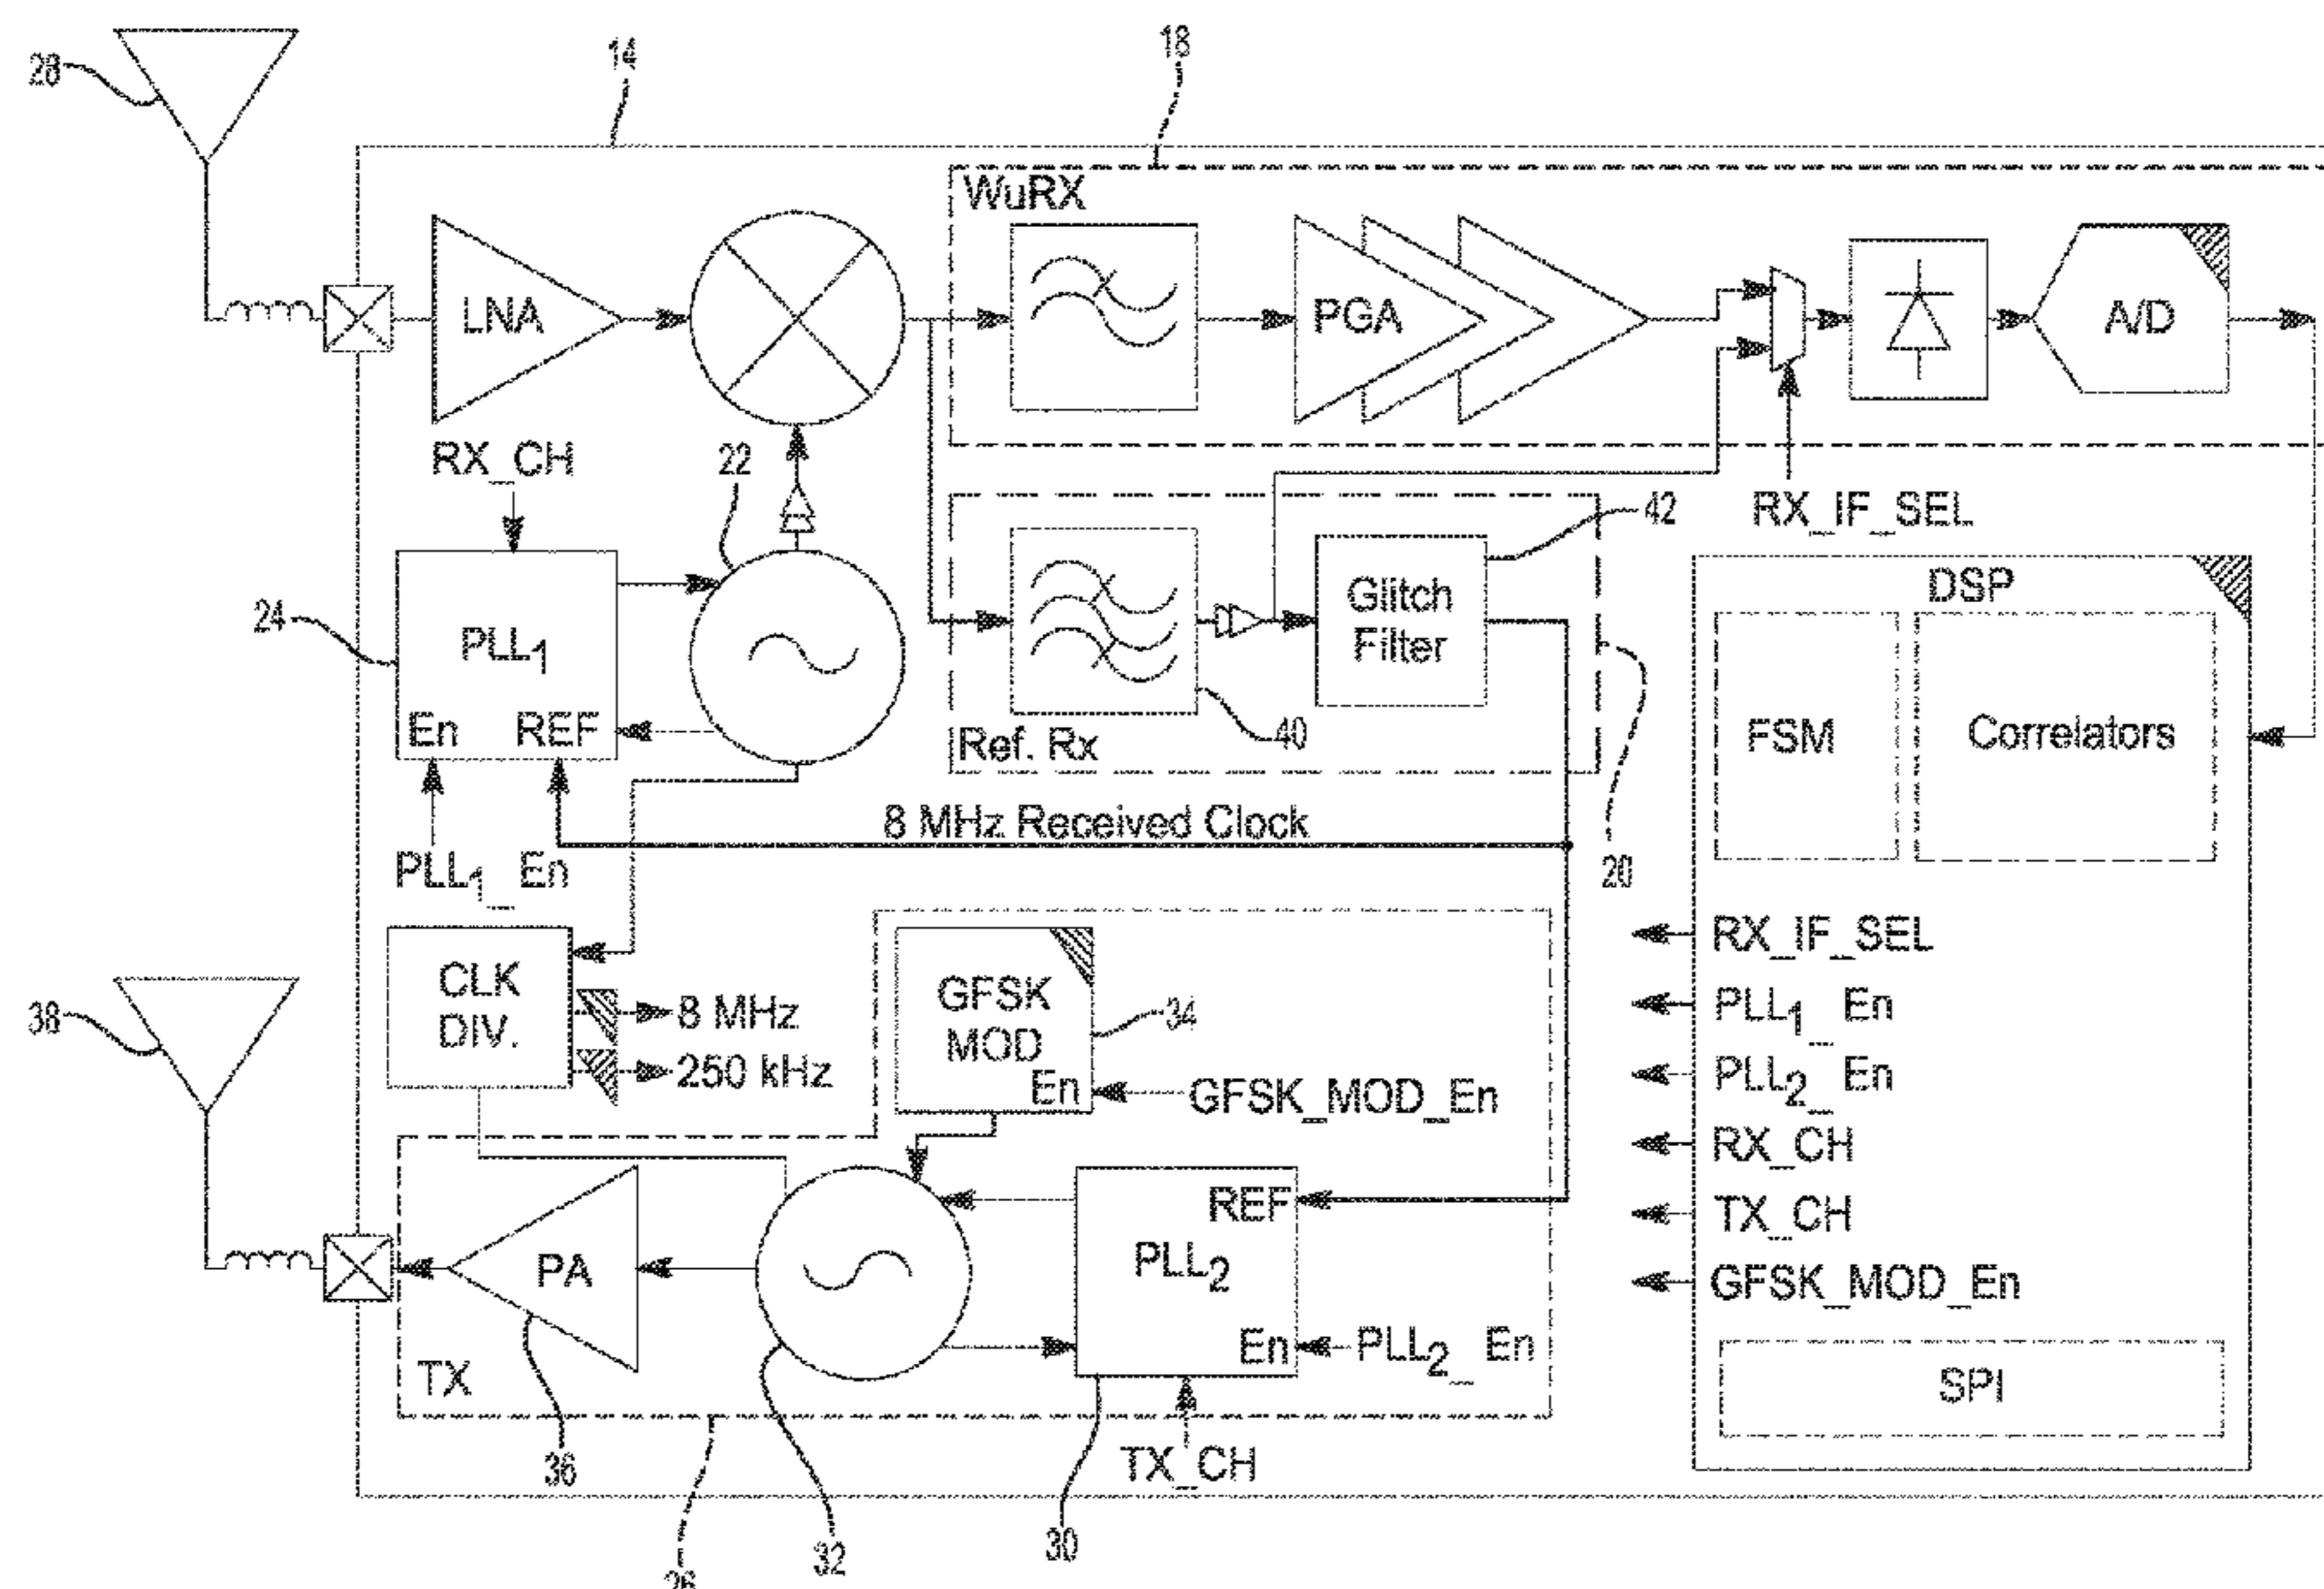 28
14
18
WuRX
LNA
PGA
A/D
RX_CH
22
RX_IF_SEL
42
24
PLL1
En REF
Glitch
Filter
40
Ref. Rx
DSP
FSM
Correlators
8 MHz Received Clock
PLL1_En
20
CLK
DIV.
8 MHz
250 kHz
GFSK
MOD
En
34
GFSK_MOD_En
38
RX_IF_SEL
PLL1_En
PLL2_En
RX_CH
TX_CH
GFSK_MOD_En
SPI
PA
REF
PLL2
En
PLL2_En
TX
36
TX_CH
32
30